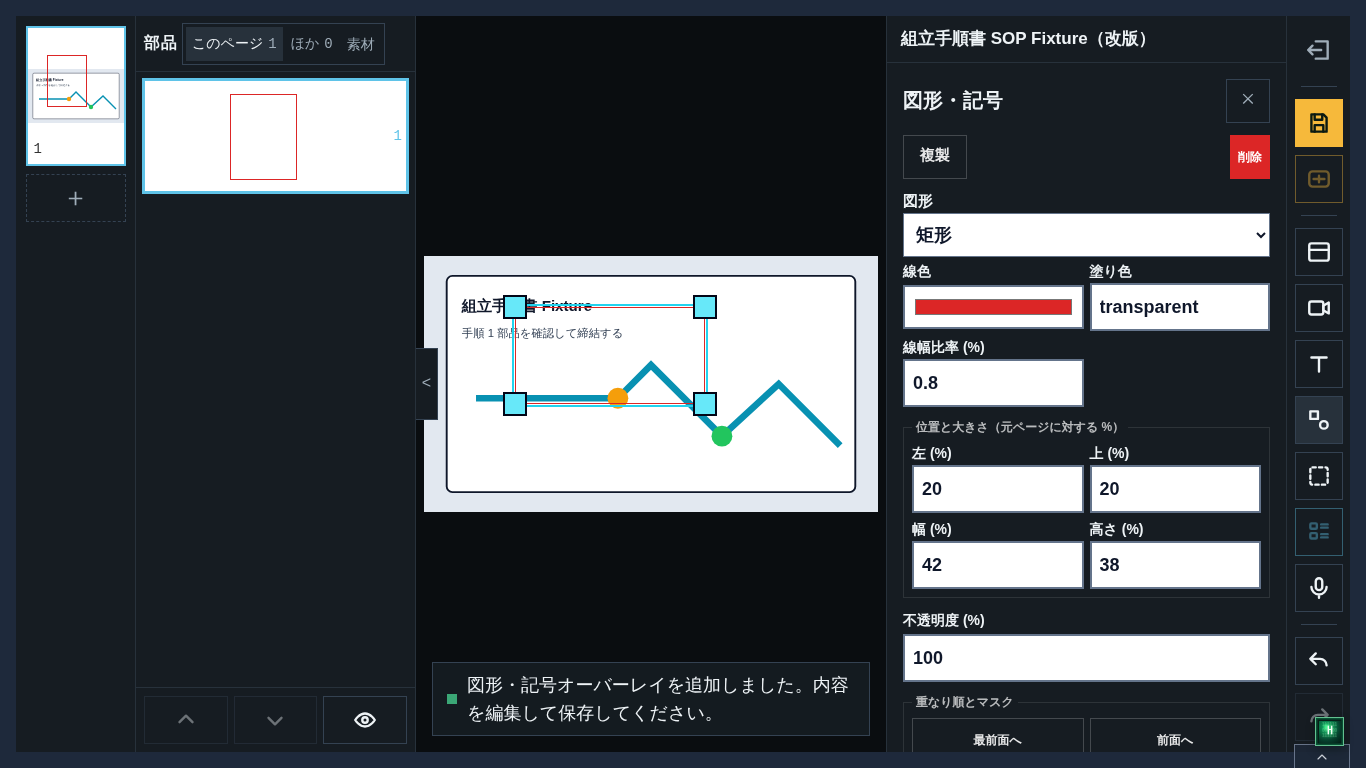 組立手順書 Fixture
1
+
部品
このページ 1
ほか 0
素材
1
組立手 書 Fixture
手順 1 部品を確認して締結する
<
図形・記号オーバーレイを追加しました。内容
を編集して保存してください。
組立手順書 SOP Fixture（改版）
図形・記号
×
複製
削除
図形
矩形
線色
塗り色
transparent
線幅比率 (%)
0.8
位置と大きさ（元ページに対する %）
左 (%)
上 (%)
20
20
幅 (%)
高さ (%)
42
38
不透明度 (%)
100
重なり順とマスク
最前面へ
前面へ
H